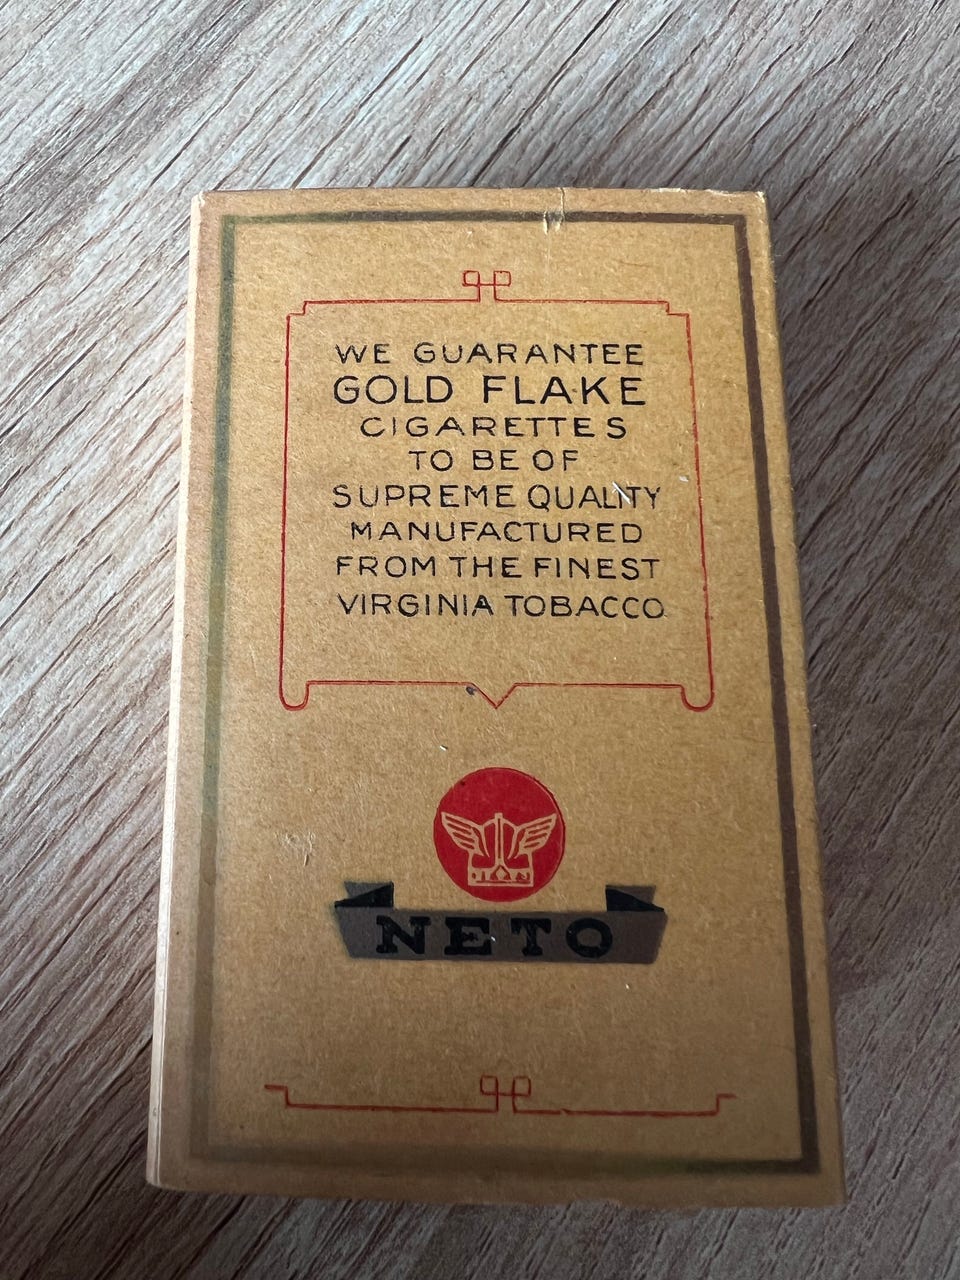 WE GUARANTEE
GOLD FLAKE
CIGARETTES
TO BE OF
SUPREME QUALITY
MANUFACTURED
FROM THE FINEST
VIRGINIA TOBACCO
NETO